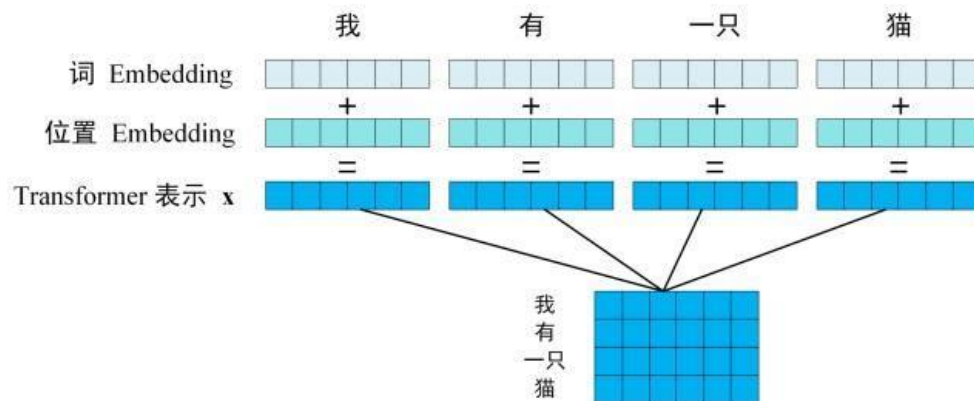 我 有 一只 猫
词 Embedding
+ + + +
位置 Embedding
= = = =
Transformer 表示 x
我
有
一只
猫